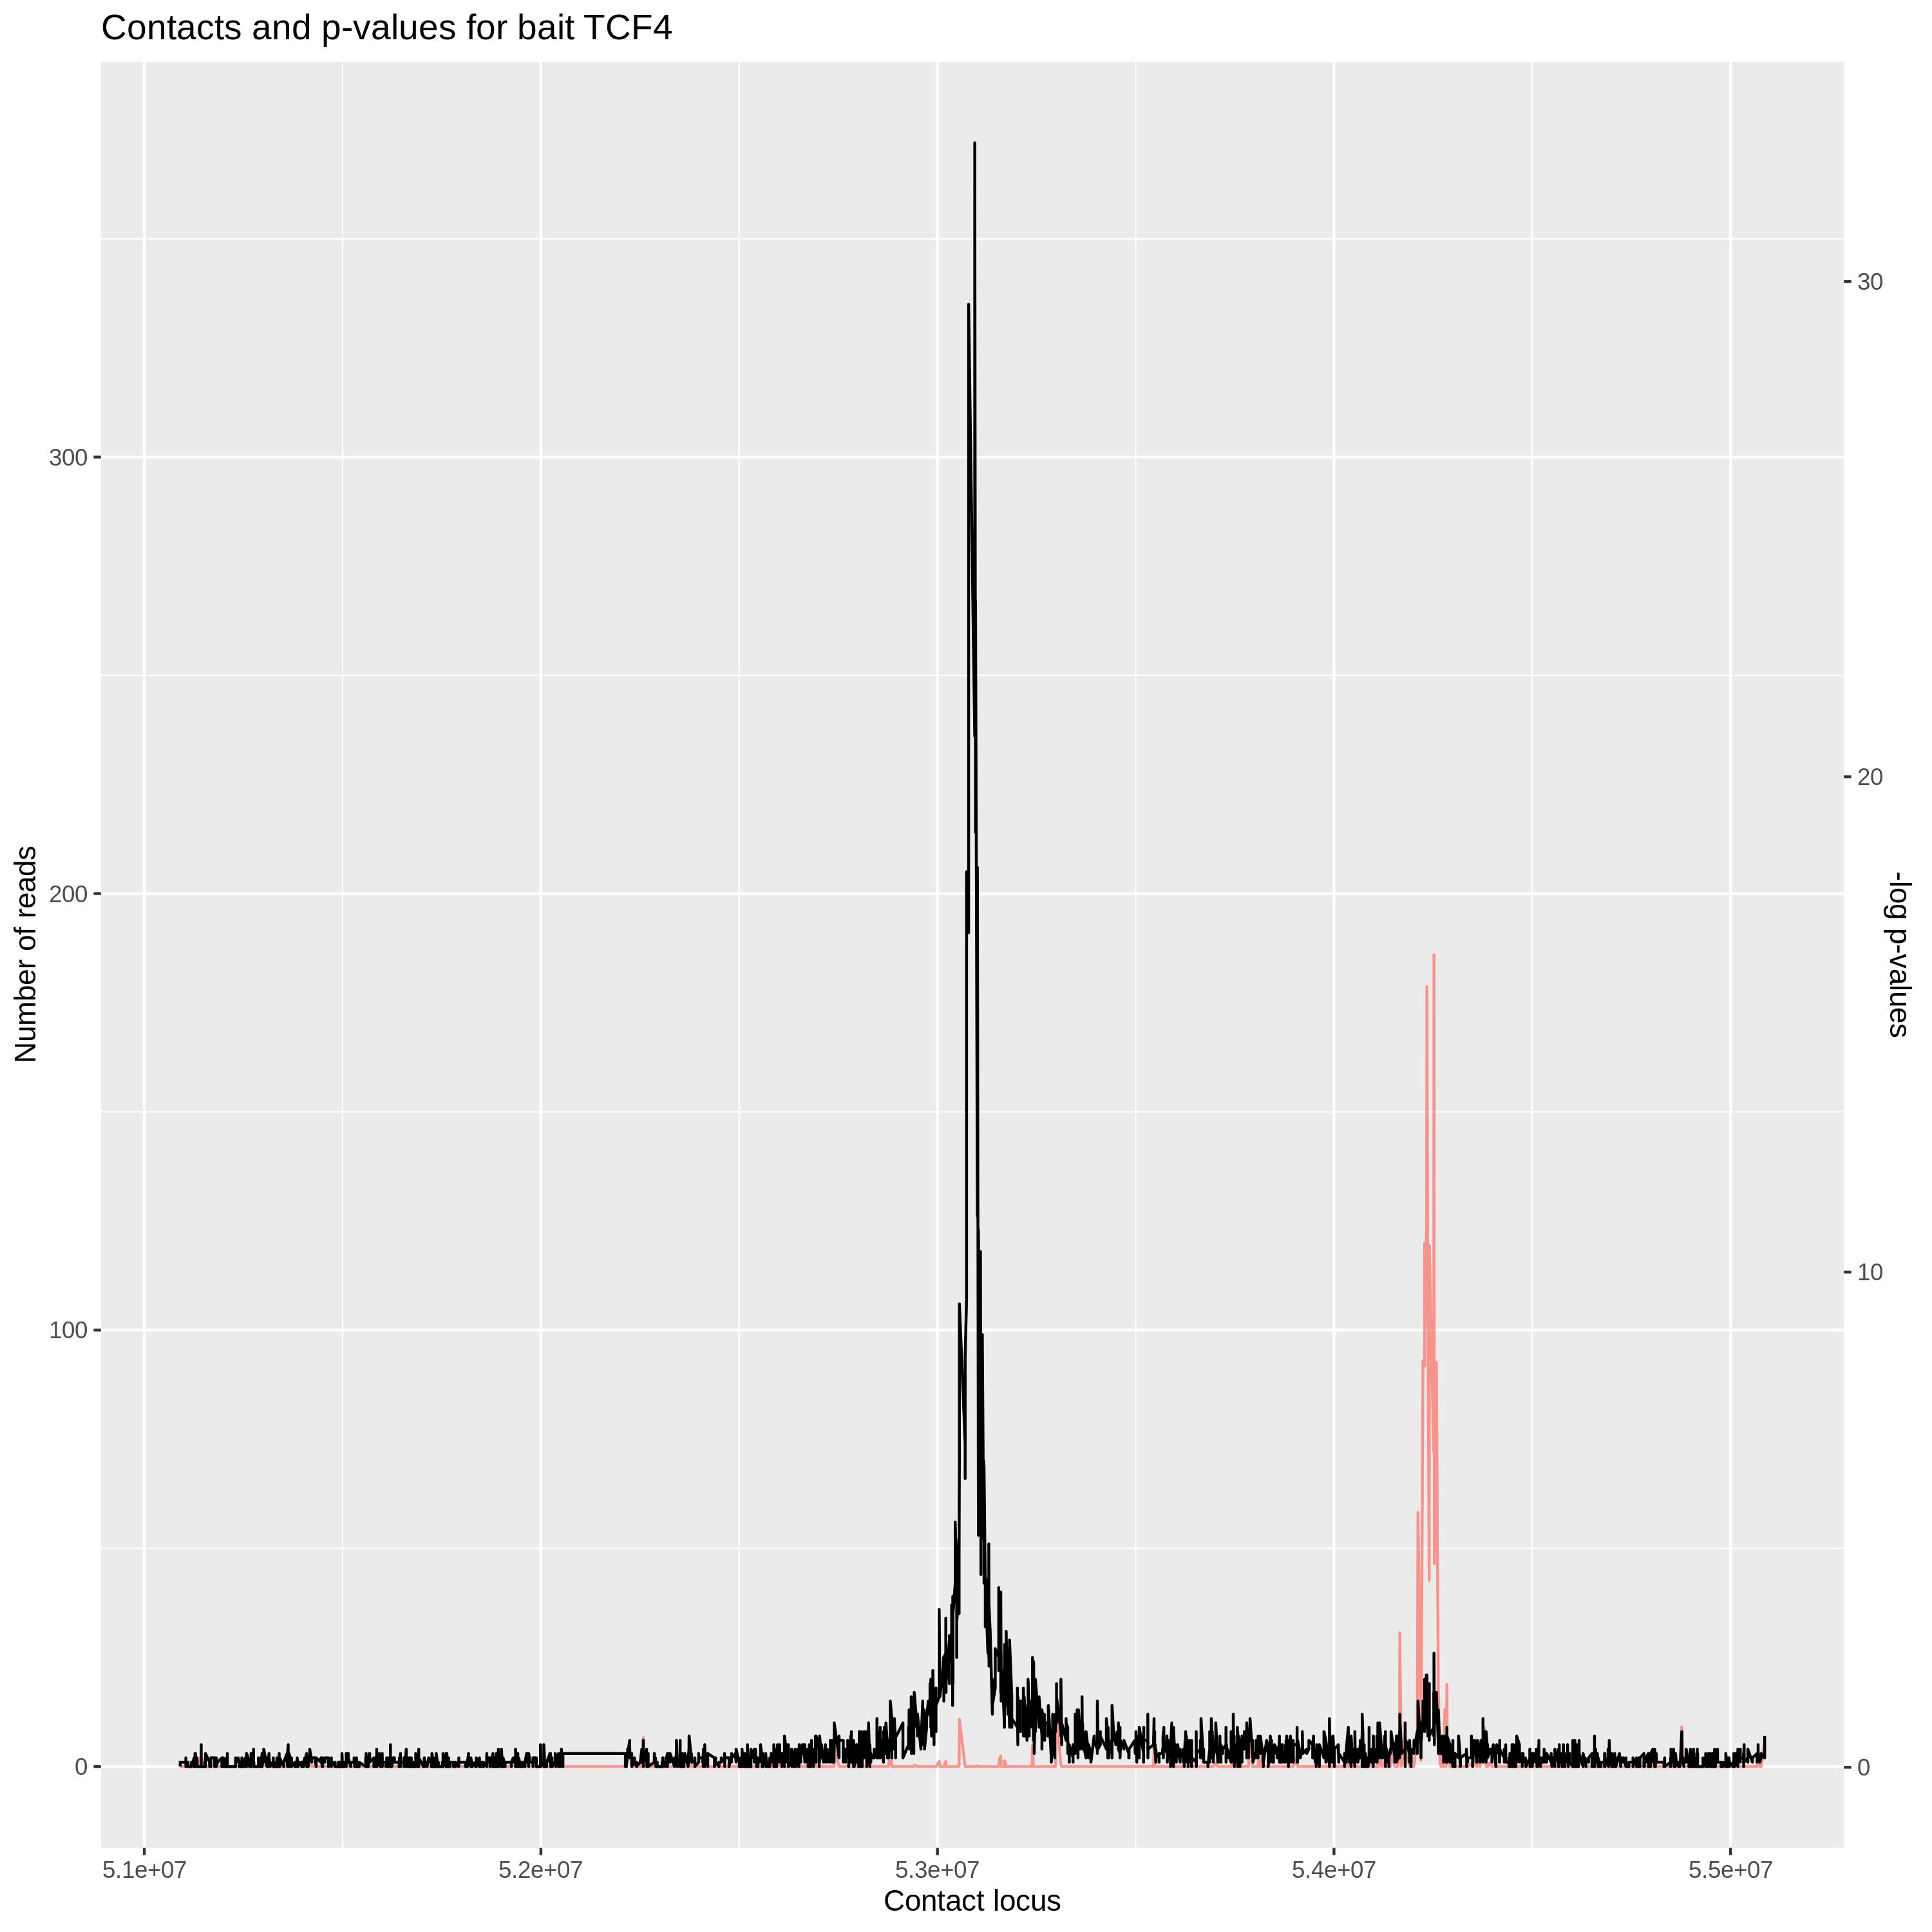 Contacts and p-values for bait TCF4
300
200
100
0
Number of reads
30
20
10
0
-log p-values
5.1e+07 5.2e+07 5.3e+07 5.4e+07 5.5e+07
Contact locus